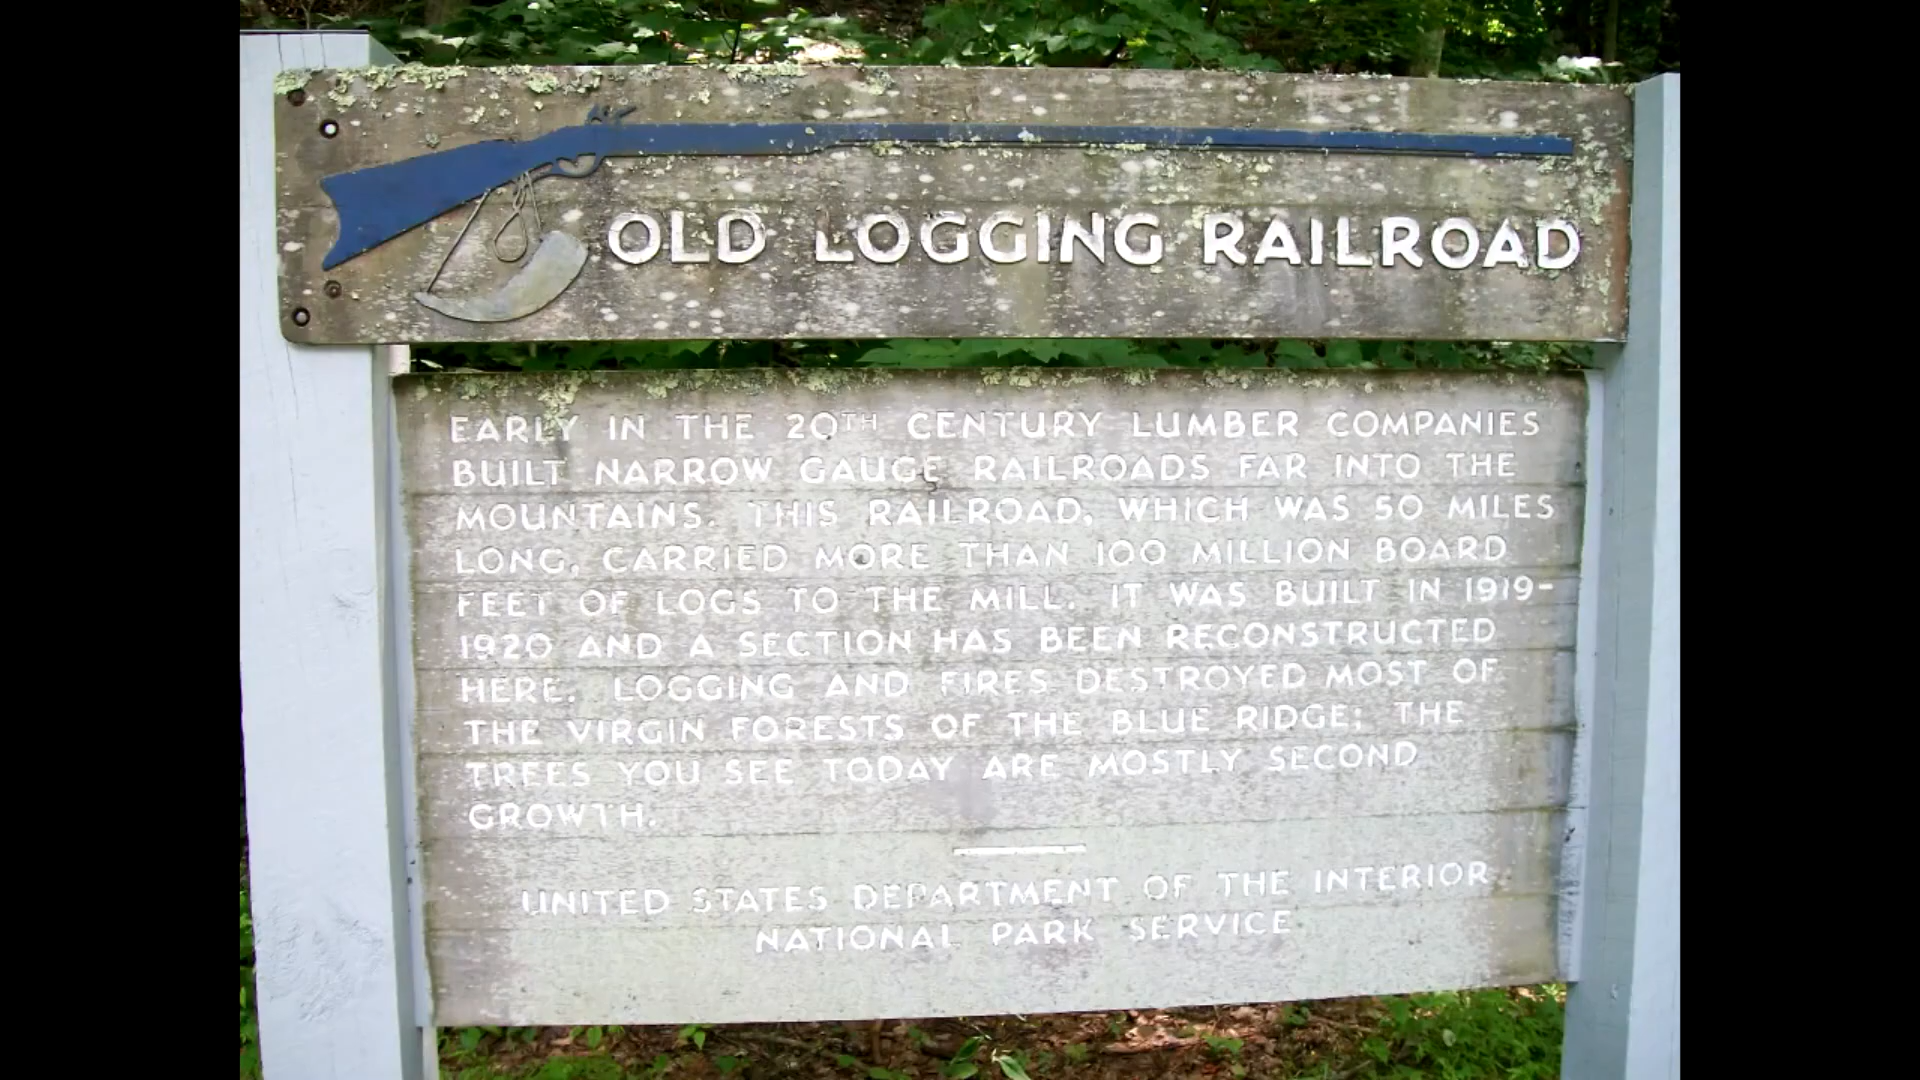 OLD LOGGING RAILROAD
EARLY IN THE 20TH CENTURY LUMBER COMPANIES
BUILT NARROW GAUGE RAILROADS FAR INTO THE
MOUNTAINS. THIS RAILROAD, WHICH WAS 50 MILES
LONG, CARRIED MORE THAN 100 MILLION BOARD
FEET OF LOGS TO THE MILL. IT WAS BUILT IN 1919-
1920 AND A SECTION HAS BEEN RECONSTRUCTED
HERE. LOGGING AND FIRES DESTROYED MOST OF
THE VIRGIN FORESTS OF THE BLUE RIDGE; THE
TREES YOU SEE TODAY ARE MOSTLY SECOND
GROWTH.
UNITED STATES DEPARTMENT OF THE INTERIOR
NATIONAL PARK SERVICE